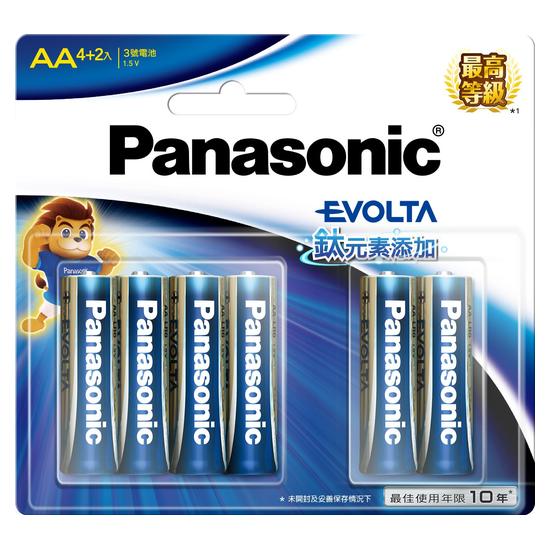 AA 4+2入
3號電池
1.5 V
最高
等級
*1
Panasonic®
EVOLTA
鈦元素添加
Panasonic
Panasonic
Panasonic
Panasonic
Panasonic
Panasonic
Panasonic
EVOLTA
EVOLTA
EVOLTA
* 未開封及妥善保存情況下
最佳使用年限 10年*